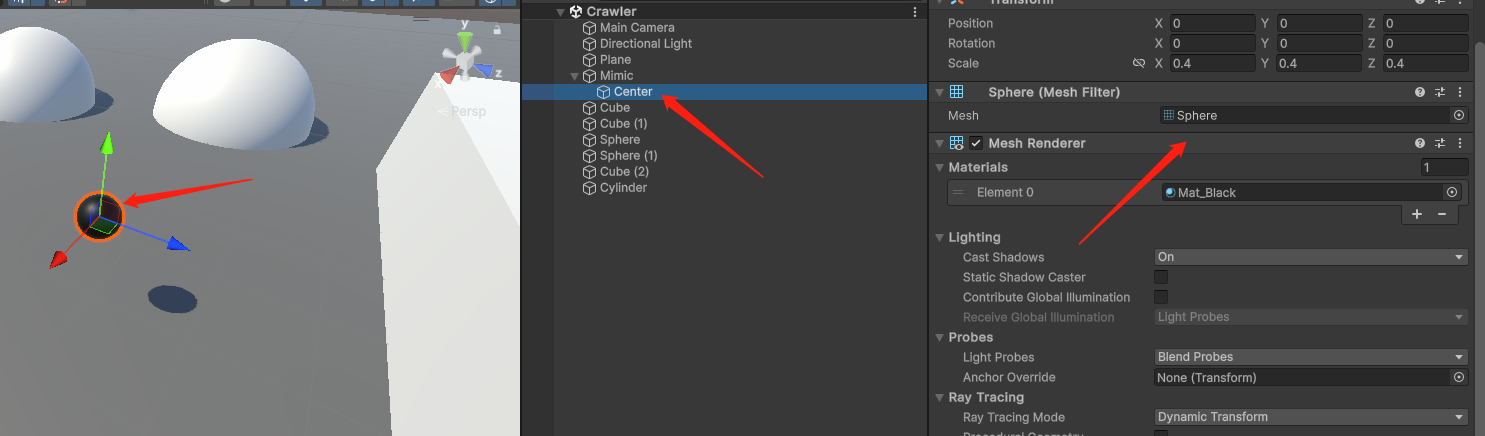 y
z
Persp
Crawler
Main Camera
Directional Light
Plane
Mimic
Center
Cube
Cube (1)
Sphere
Sphere (1)
Cube (2)
Cylinder
Transform
Position X 0 Y 0 Z 0
Rotation X 0 Y 0 Z 0
Scale X 0.4 Y 0.4 Z 0.4
Sphere (Mesh Filter)
Mesh Sphere
Mesh Renderer
Materials 1
Element 0 Mat_Black
Lighting
Cast Shadows On
Static Shadow Caster
Contribute Global Illumination
Receive Global Illumination Light Probes
Probes
Light Probes Blend Probes
Anchor Override None (Transform)
Ray Tracing
Ray Tracing Mode Dynamic Transform
Procedural Geometry